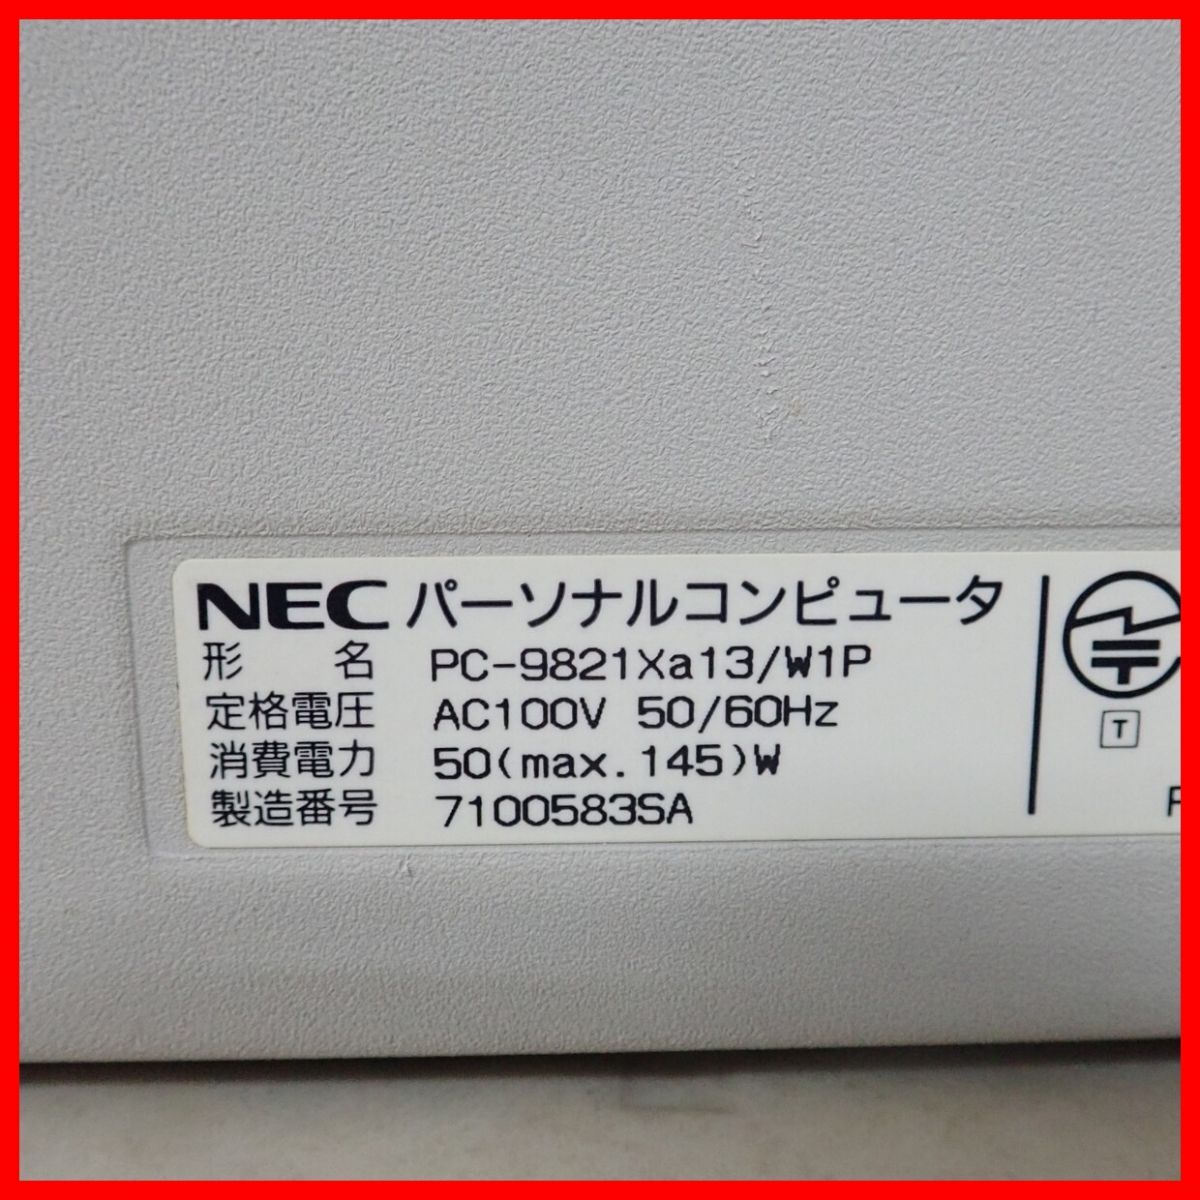 NEC パーソナルコンピュータ
形名 PC-9821Xa13/W1P
定格電圧 AC100V 50/60Hz
消費電力 50(max.145)W
製造番号 7100583SA
T